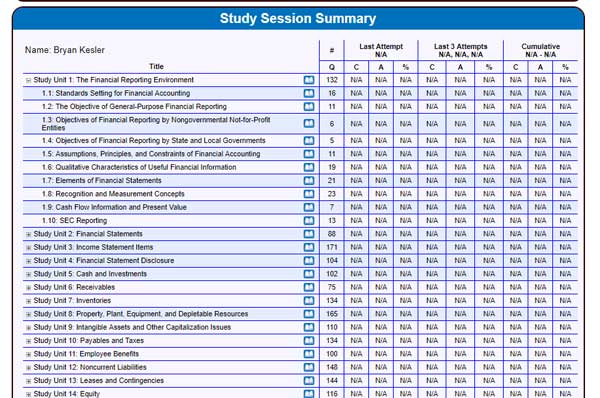 Study Session Summary
Name: Bryan Kesler # Last Attempt N/A Last 3 Attempts N/A, N/A, N/A Cumulative N/A - N/A
Title Q C A % C A % C A %
Study Unit 1: The Financial Reporting Environment 132 N/A N/A N/A N/A N/A N/A N/A N/A N/A
1.1: Standards Setting for Financial Accounting 16 N/A N/A N/A N/A N/A N/A N/A N/A N/A
1.2: The Objective of General-Purpose Financial Reporting 11 N/A N/A N/A N/A N/A N/A N/A N/A N/A
1.3: Objectives of Financial Reporting by Nongovernmental Not-for-Profit
Entities 6 N/A N/A N/A N/A N/A N/A N/A N/A N/A
1.4: Objectives of Financial Reporting by State and Local Governments 5 N/A N/A N/A N/A N/A N/A N/A N/A N/A
1.5: Assumptions, Principles, and Constraints of Financial Accounting 11 N/A N/A N/A N/A N/A N/A N/A N/A N/A
1.6: Qualitative Characteristics of Useful Financial Information 19 N/A N/A N/A N/A N/A N/A N/A N/A N/A
1.7: Elements of Financial Statements 21 N/A N/A N/A N/A N/A N/A N/A N/A N/A
1.8: Recognition and Measurement Concepts 23 N/A N/A N/A N/A N/A N/A N/A N/A N/A
1.9: Cash Flow Information and Present Value 7 N/A N/A N/A N/A N/A N/A N/A N/A N/A
1.10: SEC Reporting 13 N/A N/A N/A N/A N/A N/A N/A N/A N/A
Study Unit 2: Financial Statements 88 N/A N/A N/A N/A N/A N/A N/A N/A N/A
Study Unit 3: Income Statement Items 171 N/A N/A N/A N/A N/A N/A N/A N/A N/A
Study Unit 4: Financial Statement Disclosure 104 N/A N/A N/A N/A N/A N/A N/A N/A N/A
Study Unit 5: Cash and Investments 102 N/A N/A N/A N/A N/A N/A N/A N/A N/A
Study Unit 6: Receivables 75 N/A N/A N/A N/A N/A N/A N/A N/A N/A
Study Unit 7: Inventories 134 N/A N/A N/A N/A N/A N/A N/A N/A N/A
Study Unit 8: Property, Plant, Equipment, and Depletable Resources 165 N/A N/A N/A N/A N/A N/A N/A N/A N/A
Study Unit 9: Intangible Assets and Other Capitalization Issues 110 N/A N/A N/A N/A N/A N/A N/A N/A N/A
Study Unit 10: Payables and Taxes 134 N/A N/A N/A N/A N/A N/A N/A N/A N/A
Study Unit 11: Employee Benefits 100 N/A N/A N/A N/A N/A N/A N/A N/A N/A
Study Unit 12: Noncurrent Liabilities 148 N/A N/A N/A N/A N/A N/A N/A N/A N/A
Study Unit 13: Leases and Contingencies 144 N/A N/A N/A N/A N/A N/A N/A N/A N/A
Study Unit 14: Equity 116 N/A N/A N/A N/A N/A N/A N/A N/A N/A